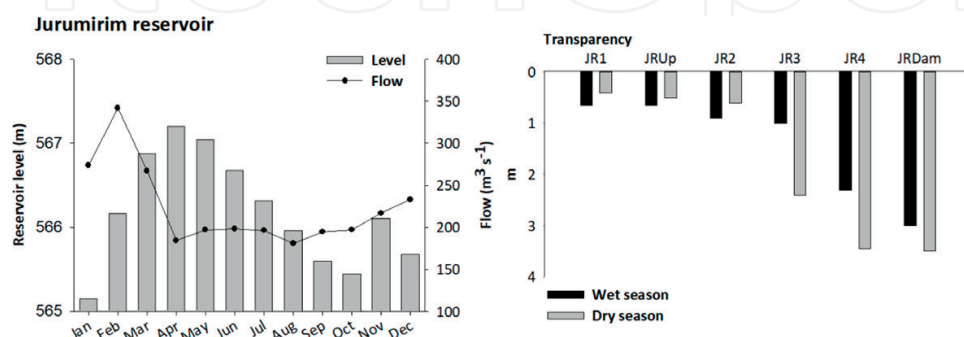 Jurumirim reservoir
568
567
566
565
Reservoir level (m)
Level
Flow
400
350
300
250
200
150
100
Flow (m³ s⁻¹)
Jan Feb Mar Apr May Jun Jul Aug Sep Oct Nov Dec
Transparency
JR1 JRUp JR2 JR3 JR4 JRDam
0
1
2
3
4
m
Wet season
Dry season